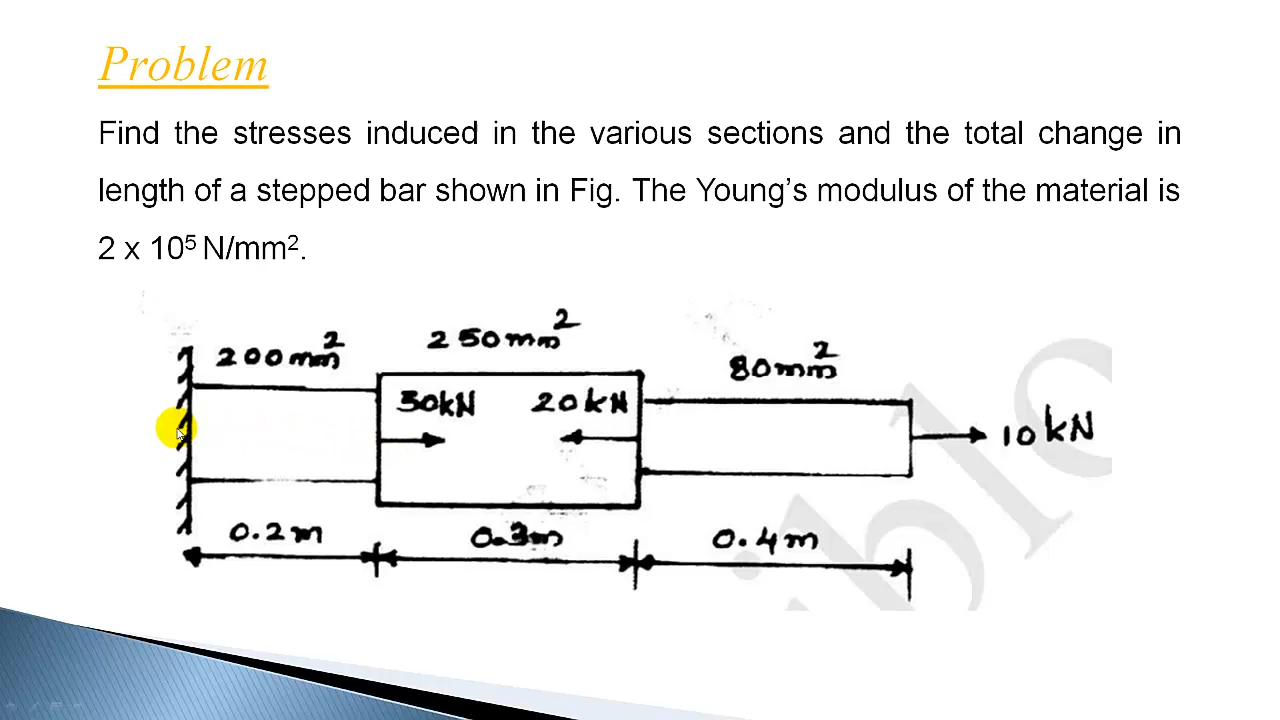 Problem
Find the stresses induced in the various sections and the total change in
length of a stepped bar shown in Fig. The Young's modulus of the material is
2 x 10⁵ N/mm².
200mm² 250mm² 80mm²
30kN 20kN 10kN
0.2m 0.3m 0.4m